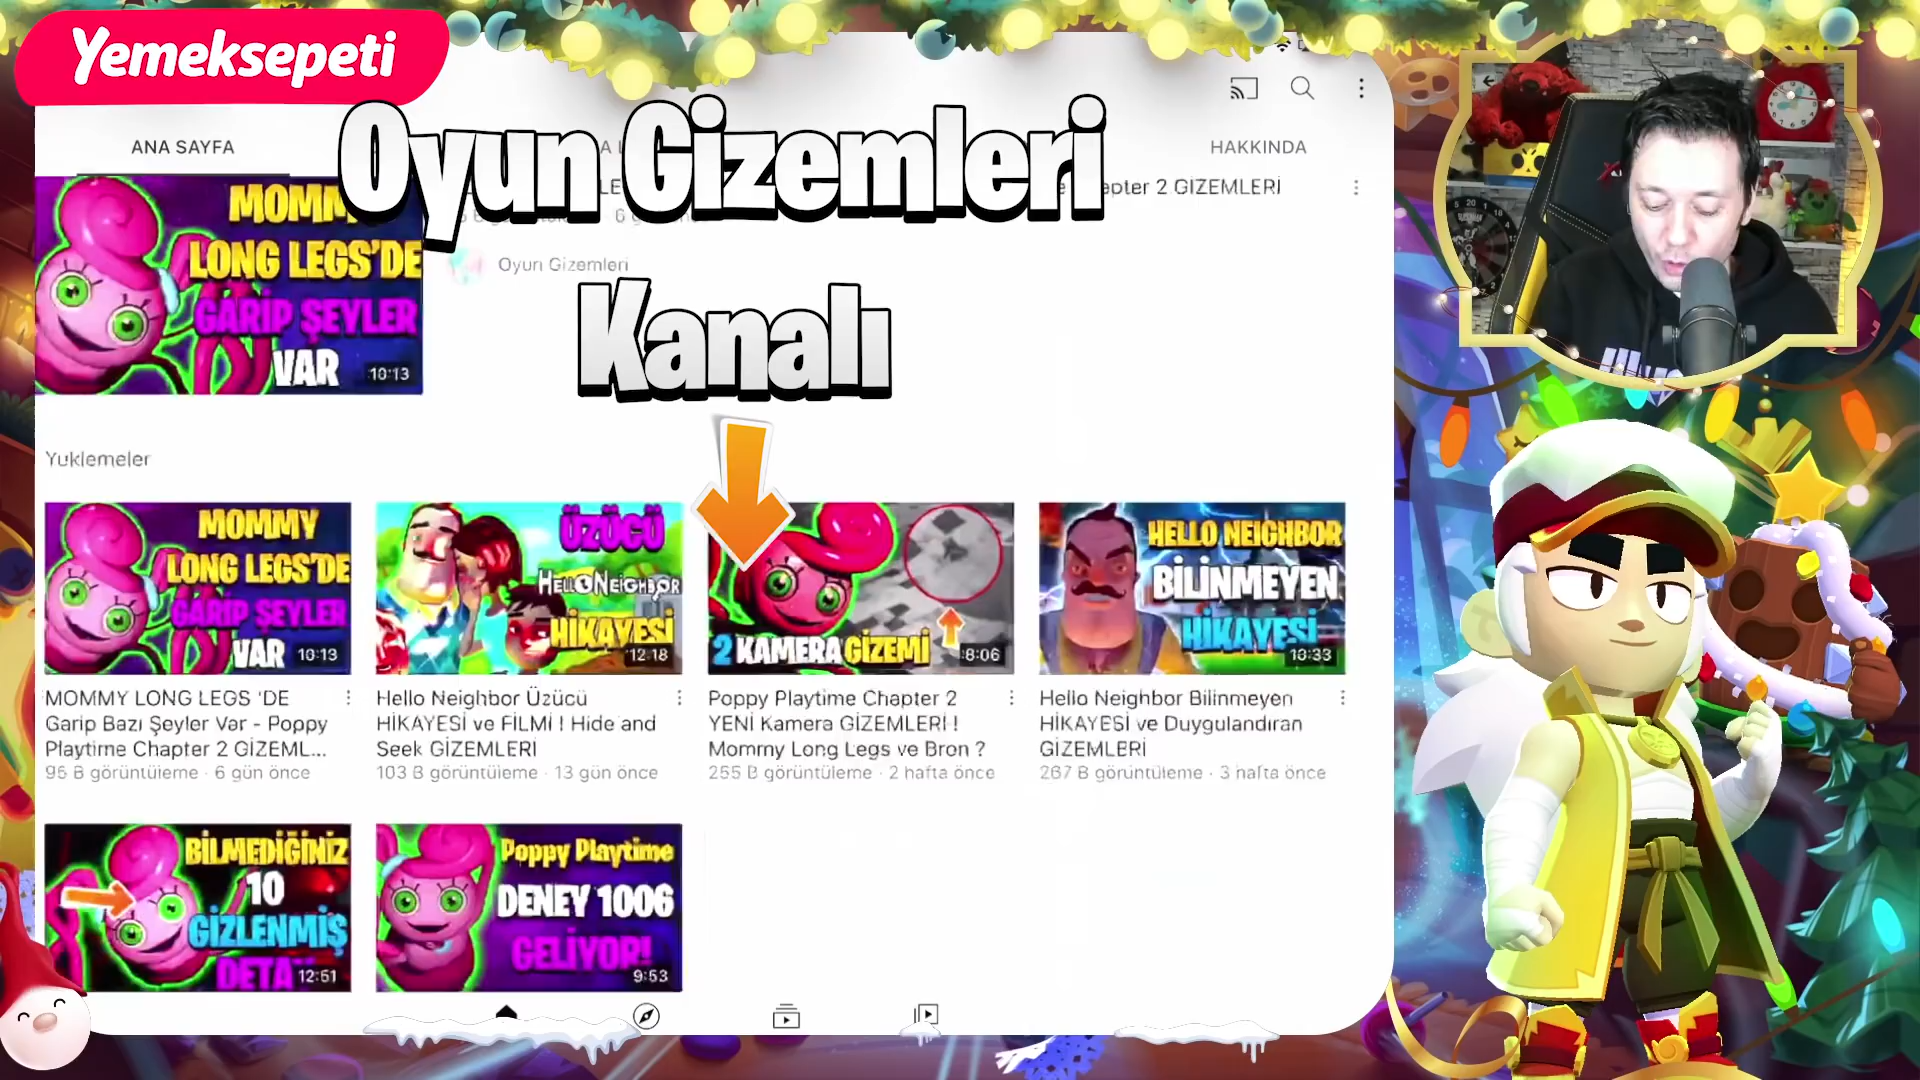 Yemeksepeti
ANA SAYFA
HAKKINDA
Oyun Gizemleri
Kanalı
MOMMY
LONG LEGS'DE
GARİP ŞEYLER
VAR
10:13
Chapter 2 GİZEMLERİ
Oyun Gizemleri
Yüklemeler
MOMMY
LONG LEGS'DE
GARİP ŞEYLER
VAR
10:13
ÜZÜCÜ
HELLO NEIGHBOR
HİKAYESİ
12:18
2 KAMERA GİZEMİ
8:06
HELLO NEIGHBOR
BİLİNMEYEN
HİKAYESİ
10:33
MOMMY LONG LEGS 'DE
Garip Bazı Şeyler Var - Poppy
Playtime Chapter 2 GİZEML...
95 B görüntüleme · 6 gün önce
Hello Neighbor Üzücü
HİKAYESİ ve FİLMİ ! Hide and
Seek GİZEMLERİ
103 B görüntüleme · 13 gün önce
Poppy Playtime Chapter 2
YENİ Kamera GİZEMLERİ !
Mommy Long Legs ve Bron ?
255 B görüntüleme · 2 hafta önce
Hello Neighbor Bilinmeyen
HİKAYESİ ve Duygulandıran
GİZEMLERİ
267 B görüntüleme · 3 hafta önce
BİLMEDİĞİNİZ
10
GİZLENMİŞ
DETA
12:51
Poppy Playtime
DENEY 1006
GELİYOR!
9:53